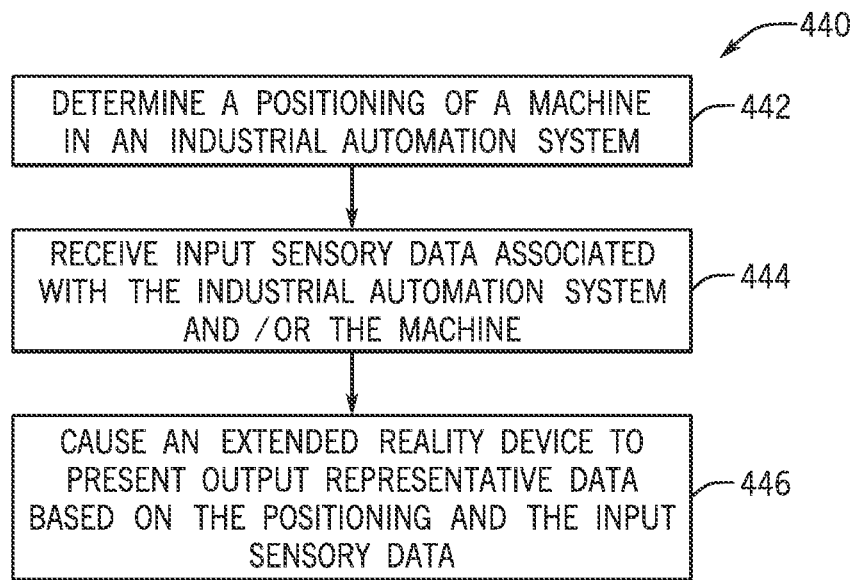 440
DETERMINE A POSITIONING OF A MACHINE
IN AN INDUSTRIAL AUTOMATION SYSTEM
442
RECEIVE INPUT SENSORY DATA ASSOCIATED
WITH THE INDUSTRIAL AUTOMATION SYSTEM
AND /OR THE MACHINE
444
CAUSE AN EXTENDED REALITY DEVICE TO
PRESENT OUTPUT REPRESENTATIVE DATA
BASED ON THE POSITIONING AND THE INPUT
SENSORY DATA
446